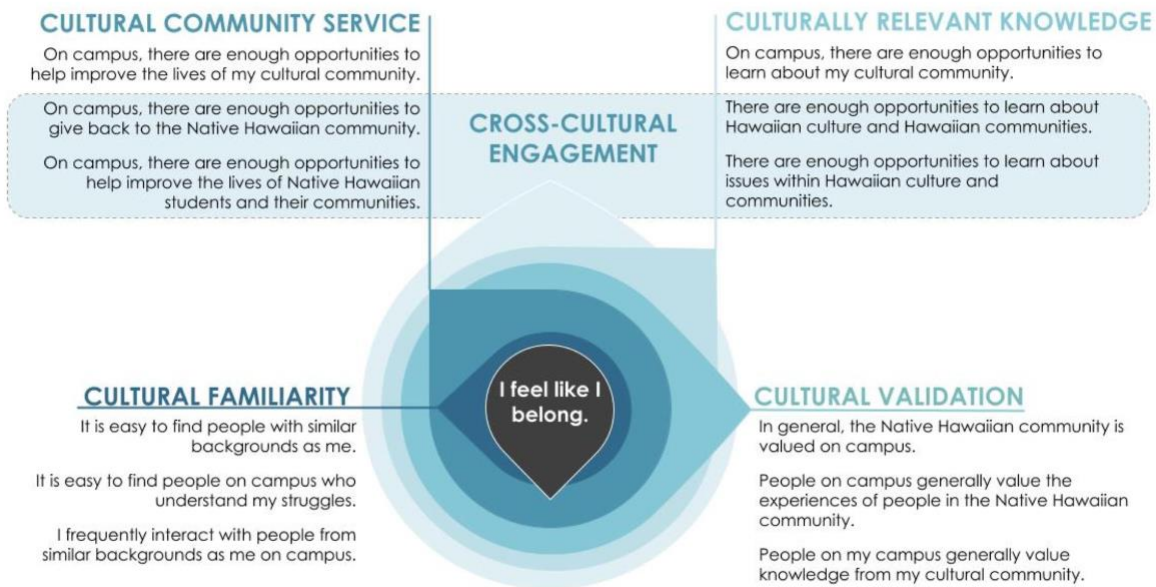 CULTURAL COMMUNITY SERVICE
On campus, there are enough opportunities to
help improve the lives of my cultural community.
On campus, there are enough opportunities to
give back to the Native Hawaiian community.
On campus, there are enough opportunities to
help improve the lives of Native Hawaiian
students and their communities.
CROSS-CULTURAL
ENGAGEMENT
CULTURALLY RELEVANT KNOWLEDGE
On campus, there are enough opportunities to
learn about my cultural community.
There are enough opportunities to learn about
Hawaiian culture and Hawaiian communities.
There are enough opportunities to learn about
issues within Hawaiian culture and
communities.
CULTURAL FAMILIARITY
It is easy to find people with similar
backgrounds as me.
It is easy to find people on campus who
understand my struggles.
I frequently interact with people from
similar backgrounds as me on campus.
I feel like I
belong.
CULTURAL VALIDATION
In general, the Native Hawaiian community is
valued on campus.
People on campus generally value the
experiences of people in the Native Hawaiian
community.
People on my campus generally value
knowledge from my cultural community.